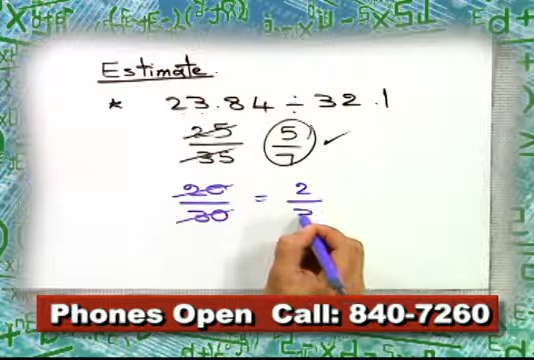 Estimate
* 23.84 ÷ 32.1
25/35 5/7 ✓
20/30 = 2/3
Phones Open Call: 840-7260